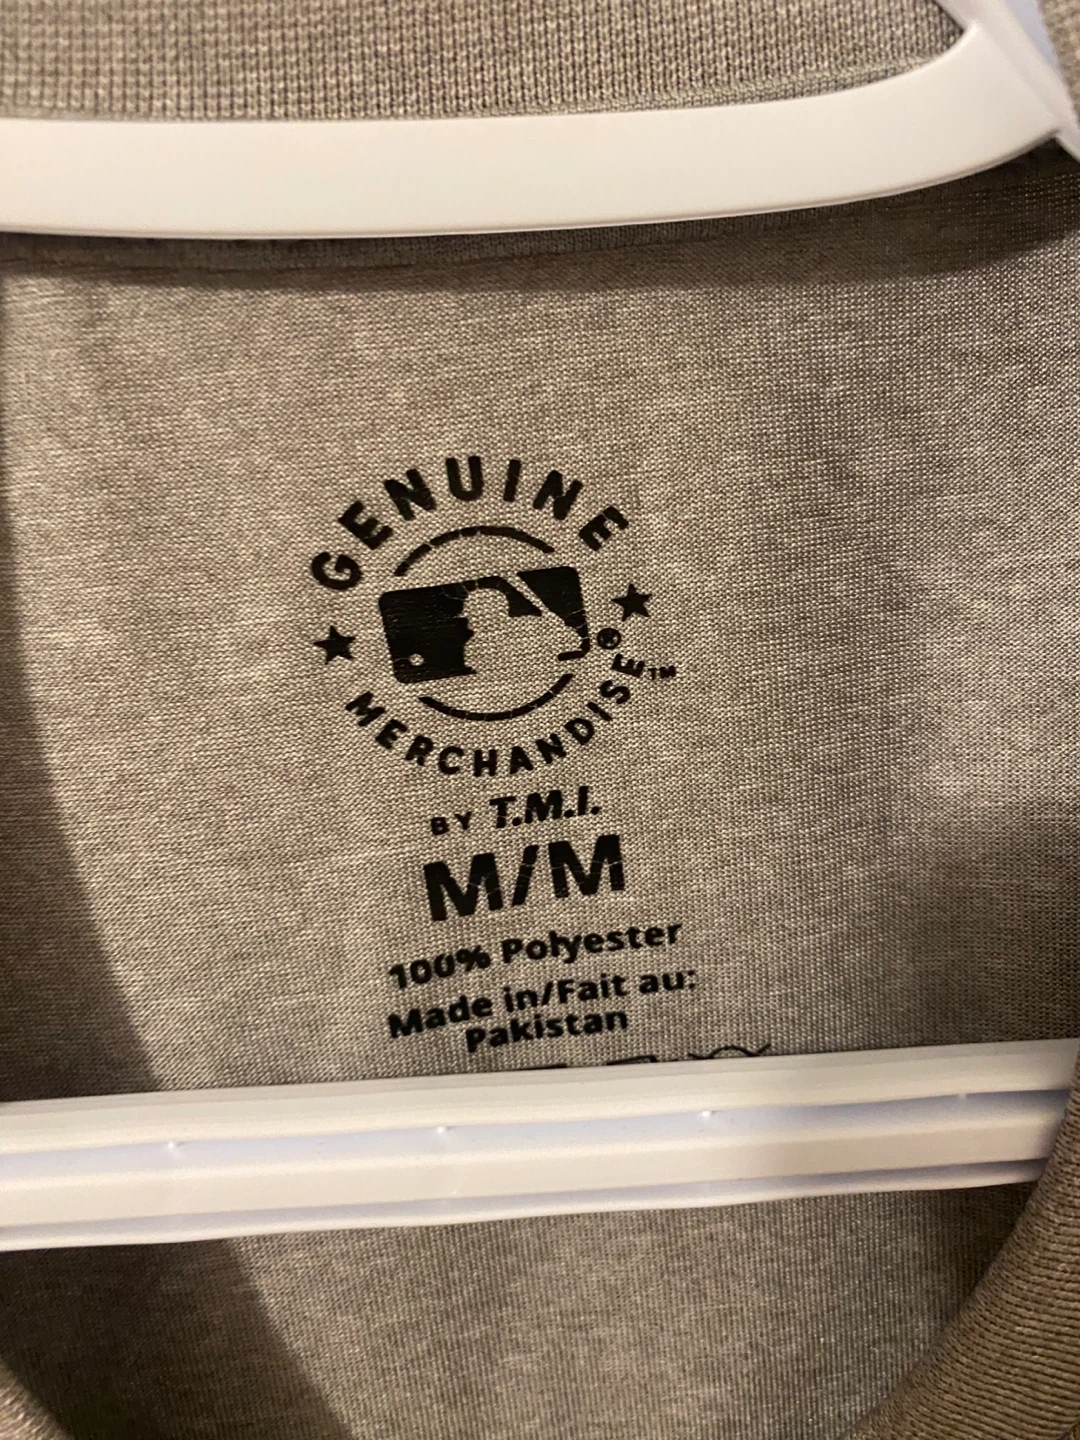 GENUINE
MERCHANDISE™
®
BY T.M.I.
M/M
100% Polyester
Made in/Fait au:
Pakistan